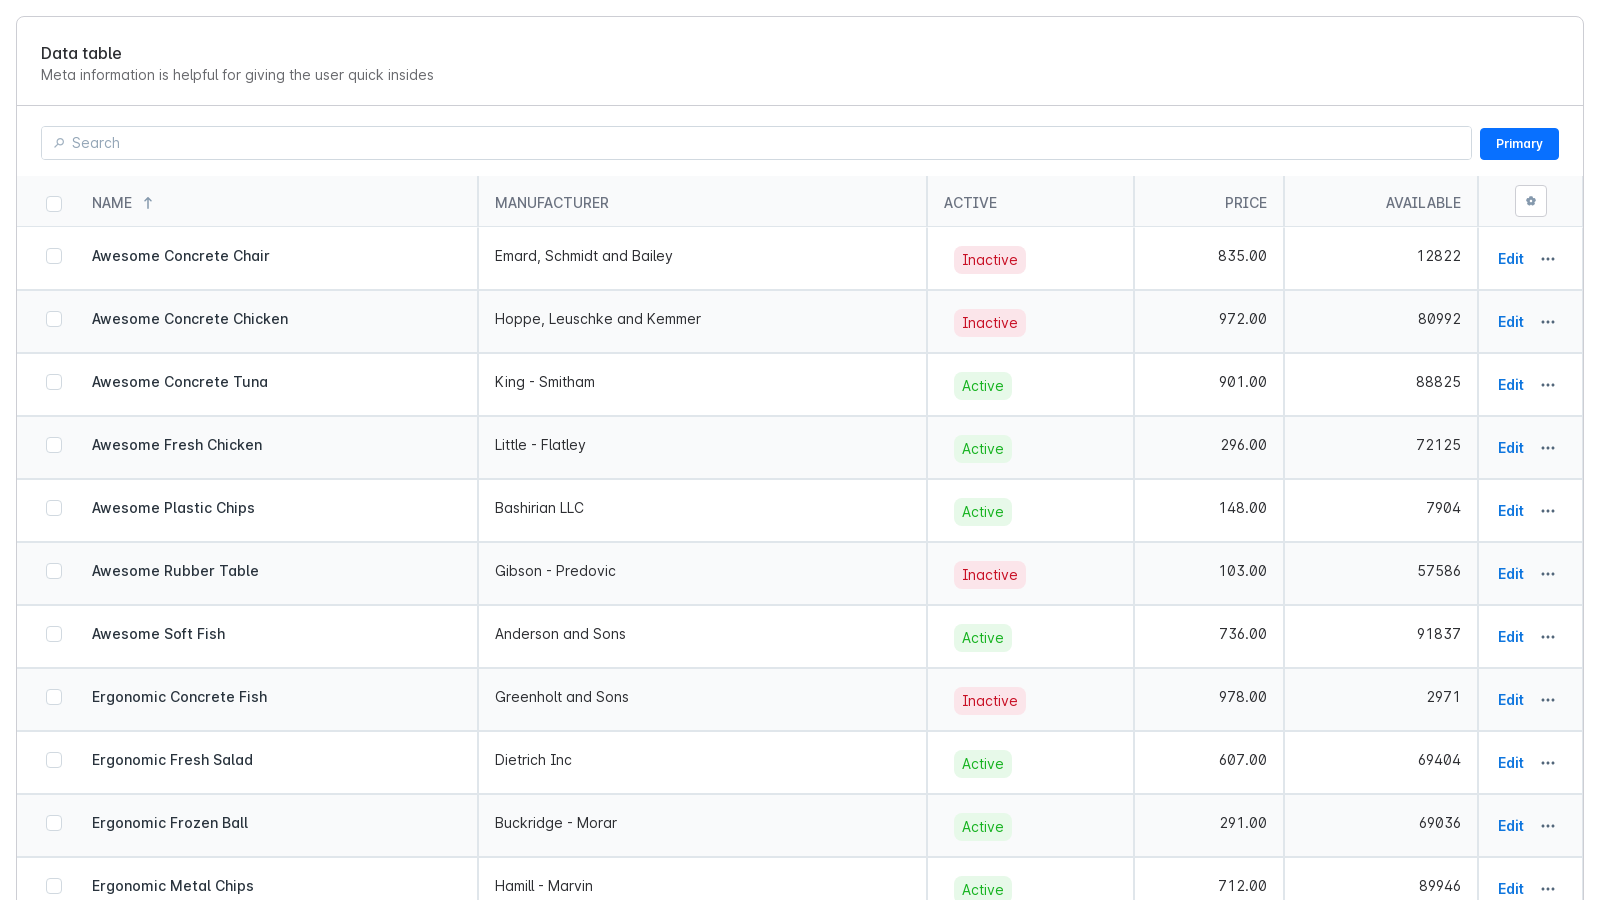 Data table
Meta information is helpful for giving the user quick insides
Search
Primary
NAME MANUFACTURER ACTIVE PRICE AVAILABLE
Awesome Concrete Chair Emard, Schmidt and Bailey Inactive 835.00 12822 Edit
Awesome Concrete Chicken Hoppe, Leuschke and Kemmer Inactive 972.00 80992 Edit
Awesome Concrete Tuna King - Smitham Active 901.00 88825 Edit
Awesome Fresh Chicken Little - Flatley Active 296.00 72125 Edit
Awesome Plastic Chips Bashirian LLC Active 148.00 7904 Edit
Awesome Rubber Table Gibson - Predovic Inactive 103.00 57586 Edit
Awesome Soft Fish Anderson and Sons Active 736.00 91837 Edit
Ergonomic Concrete Fish Greenholt and Sons Inactive 978.00 2971 Edit
Ergonomic Fresh Salad Dietrich Inc Active 607.00 69404 Edit
Ergonomic Frozen Ball Buckridge - Morar Active 291.00 69036 Edit
Ergonomic Metal Chips Hamill - Marvin Active 712.00 89946 Edit